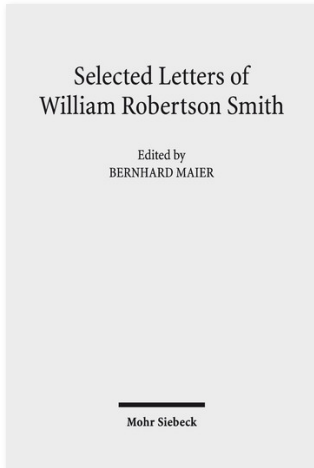 Selected Letters of
William Robertson Smith
Edited by
BERNHARD MAIER
Mohr Siebeck